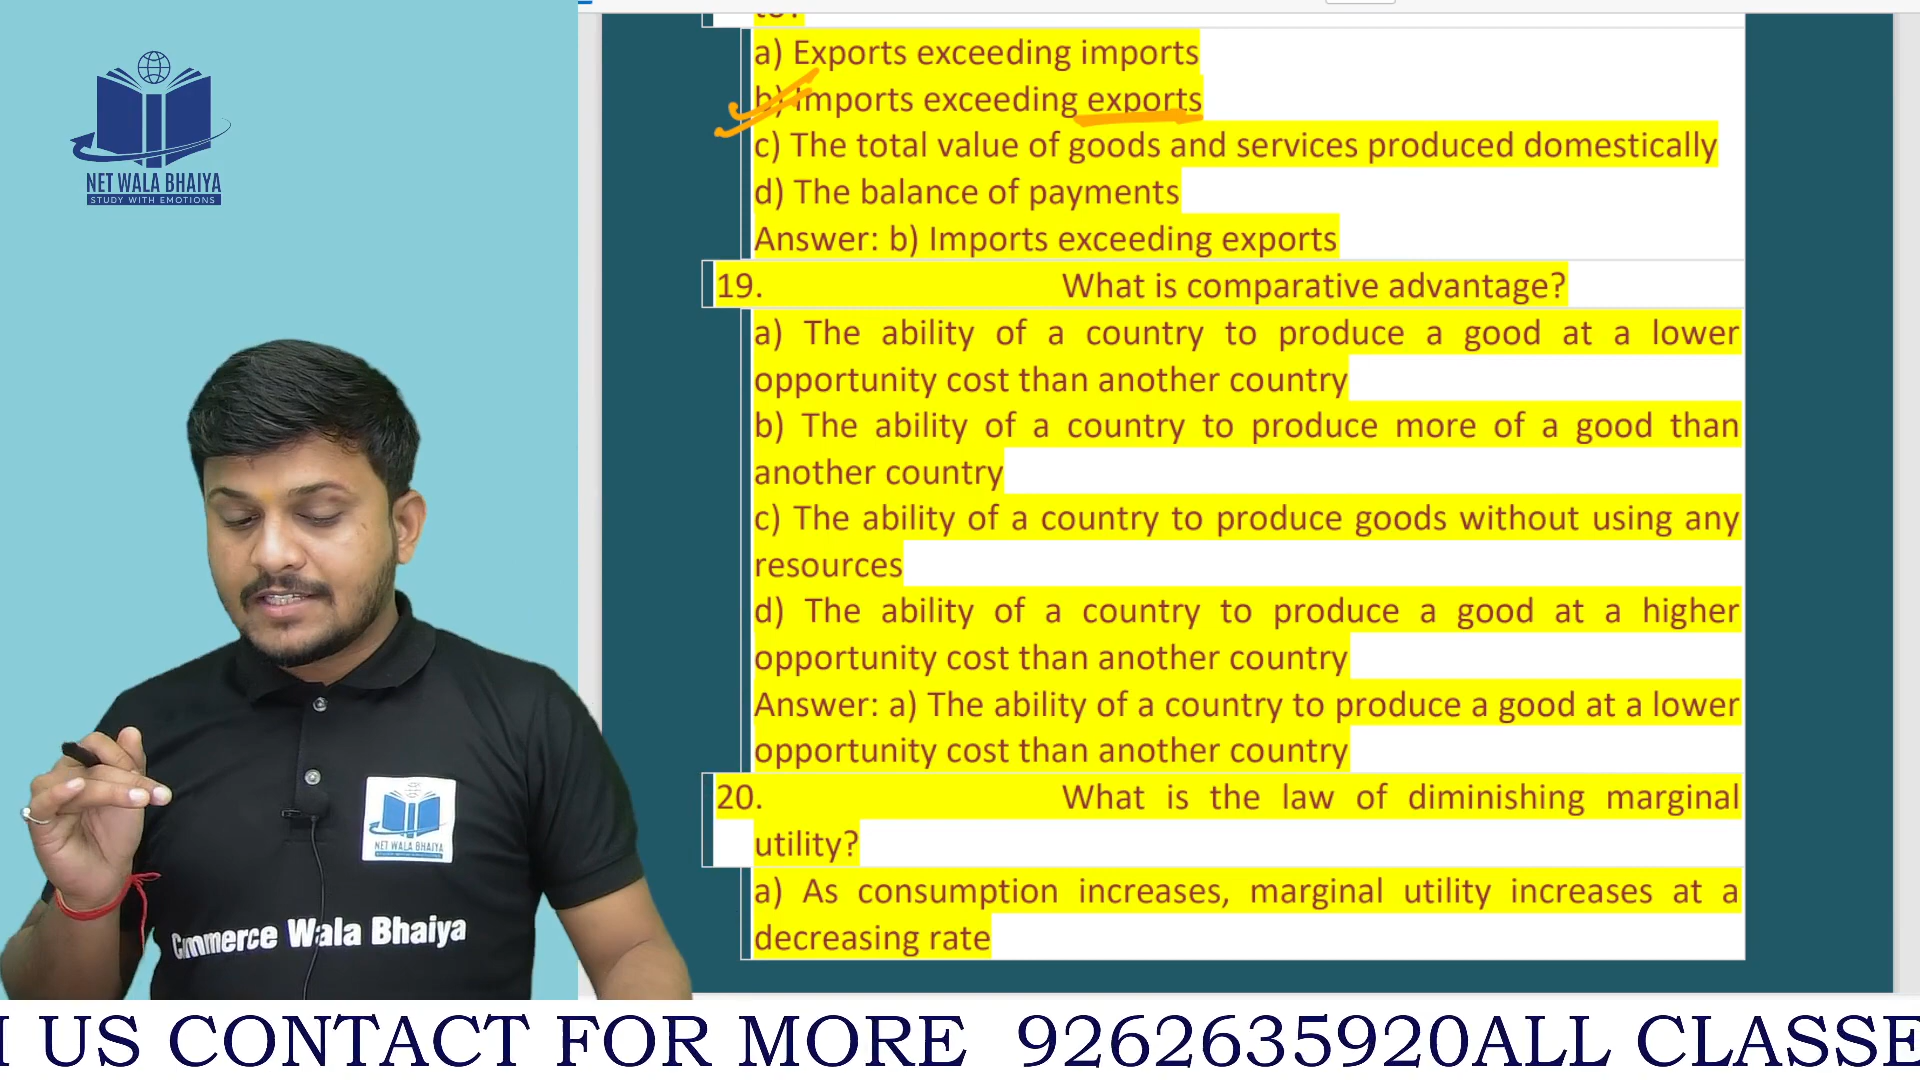 to?
a) Exports exceeding imports
b) Imports exceeding exports
c) The total value of goods and services produced domestically
d) The balance of payments
Answer: b) Imports exceeding exports
19. What is comparative advantage?
a) The ability of a country to produce a good at a lower
opportunity cost than another country
b) The ability of a country to produce more of a good than
another country
c) The ability of a country to produce goods without using any
resources
d) The ability of a country to produce a good at a higher
opportunity cost than another country
Answer: a) The ability of a country to produce a good at a lower
opportunity cost than another country
20. What is the law of diminishing marginal
utility?
a) As consumption increases, marginal utility increases at a
decreasing rate
NET WALA BHAIYA
STUDY WITH EMOTIONS
NET WALA BHAIYA
Commerce Wala Bhaiya
US CONTACT FOR MORE 9262635920ALL CLASSE